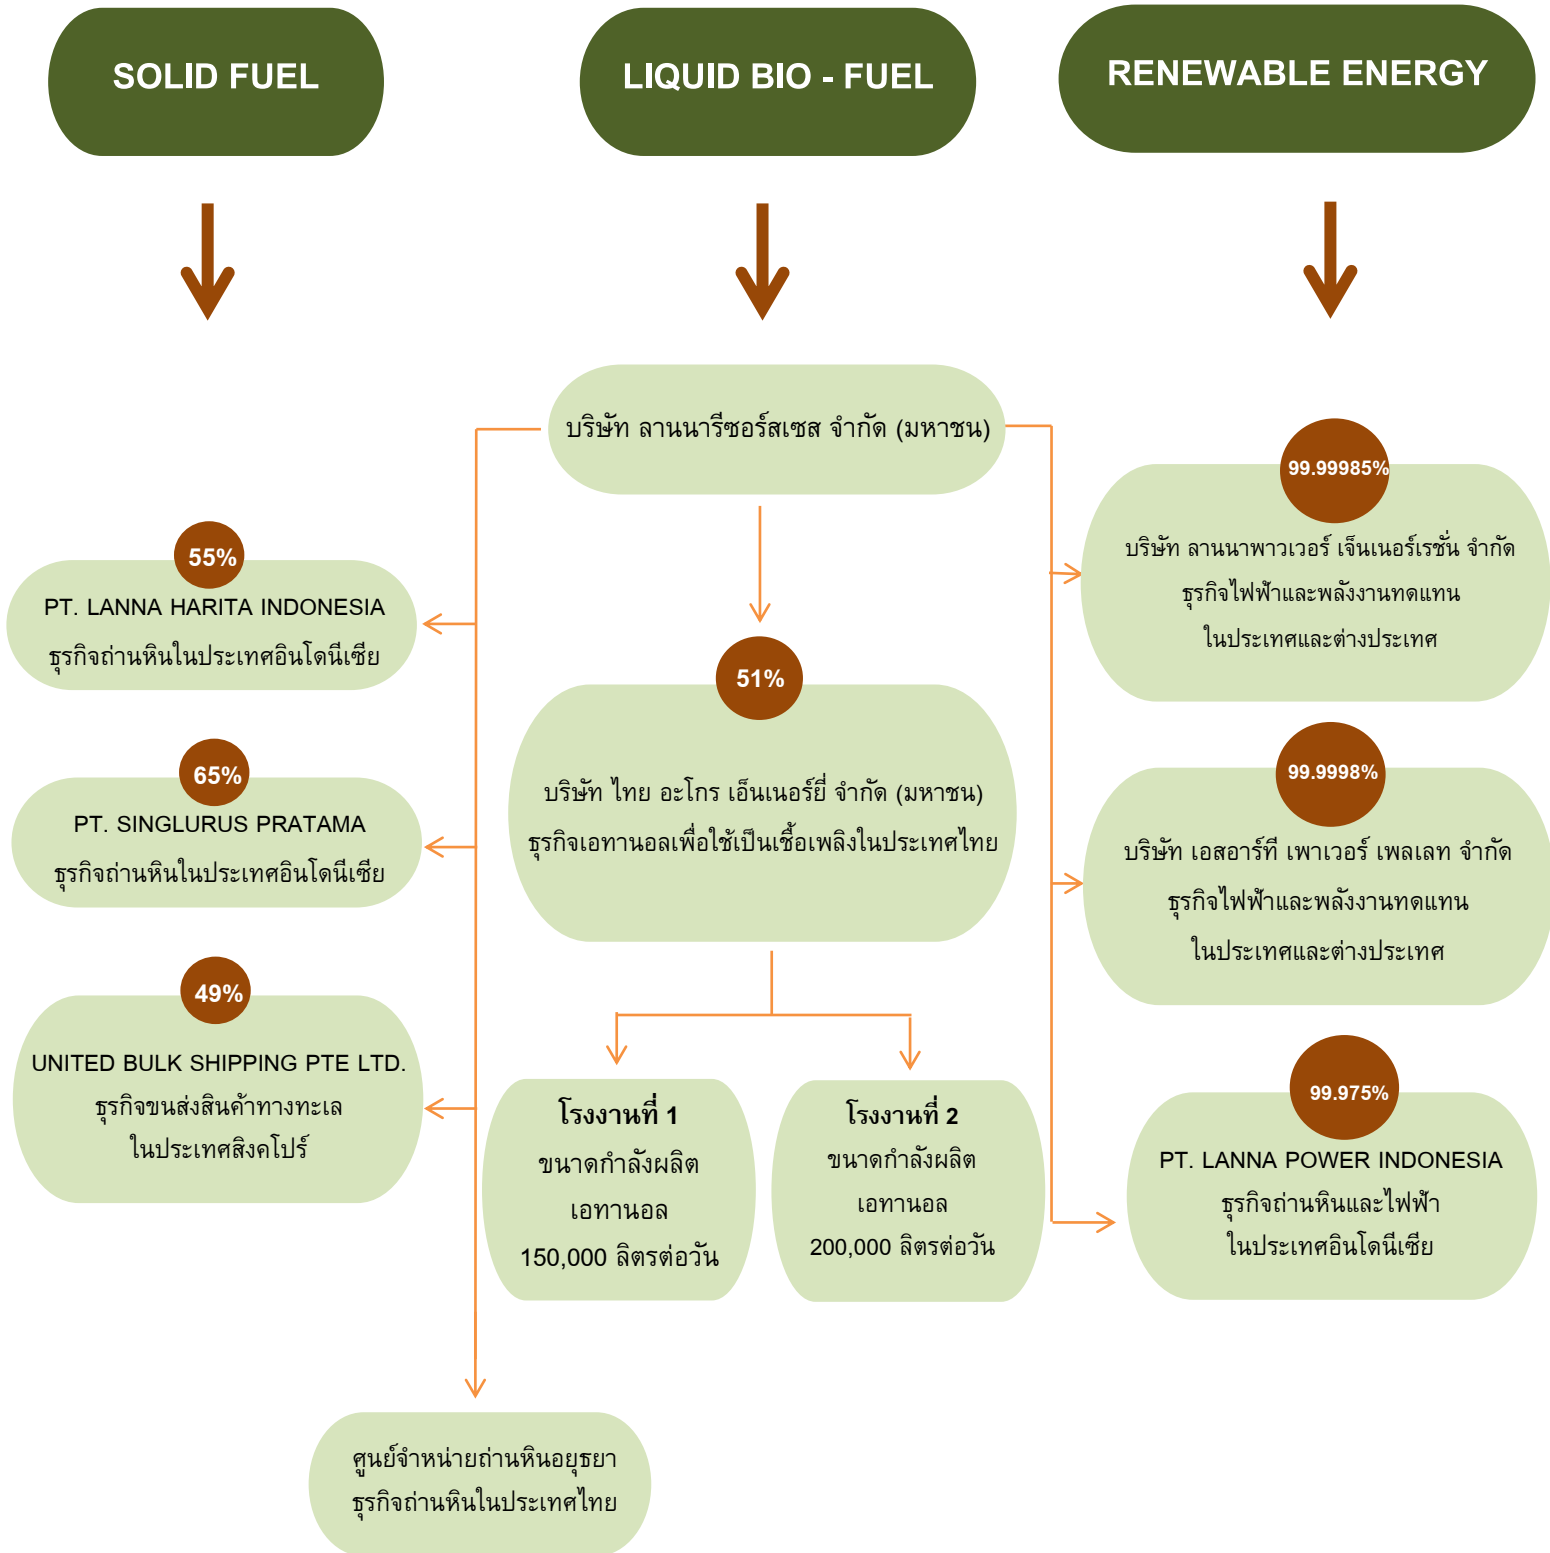 SOLID FUEL
LIQUID BIO - FUEL
RENEWABLE ENERGY
บริษัท ลานนารีซอร์สเซส จำกัด (มหาชน)
55%
PT. LANNA HARITA INDONESIA
ธุรกิจถ่านหินในประเทศอินโดนีเซีย
65%
PT. SINGLURUS PRATAMA
ธุรกิจถ่านหินในประเทศอินโดนีเซีย
49%
UNITED BULK SHIPPING PTE LTD.
ธุรกิจขนส่งสินค้าทางทะเล
ในประเทศสิงคโปร์
ศูนย์จำหน่ายถ่านหินอยุธยา
ธุรกิจถ่านหินในประเทศไทย
51%
บริษัท ไทย อะโกร เอ็นเนอร์ยี่ จำกัด (มหาชน)
ธุรกิจเอทานอลเพื่อใช้เป็นเชื้อเพลิงในประเทศไทย
โรงงานที่ 1
ขนาดกำลังผลิต
เอทานอล
150,000 ลิตรต่อวัน
โรงงานที่ 2
ขนาดกำลังผลิต
เอทานอล
200,000 ลิตรต่อวัน
99.99985%
บริษัท ลานนาพาวเวอร์ เจ็นเนอร์เรชั่น จำกัด
ธุรกิจไฟฟ้าและพลังงานทดแทน
ในประเทศและต่างประเทศ
99.9998%
บริษัท เอสอาร์ที เพาเวอร์ เพลเลท จำกัด
ธุรกิจไฟฟ้าและพลังงานทดแทน
ในประเทศและต่างประเทศ
99.975%
PT. LANNA POWER INDONESIA
ธุรกิจถ่านหินและไฟฟ้า
ในประเทศอินโดนีเซีย